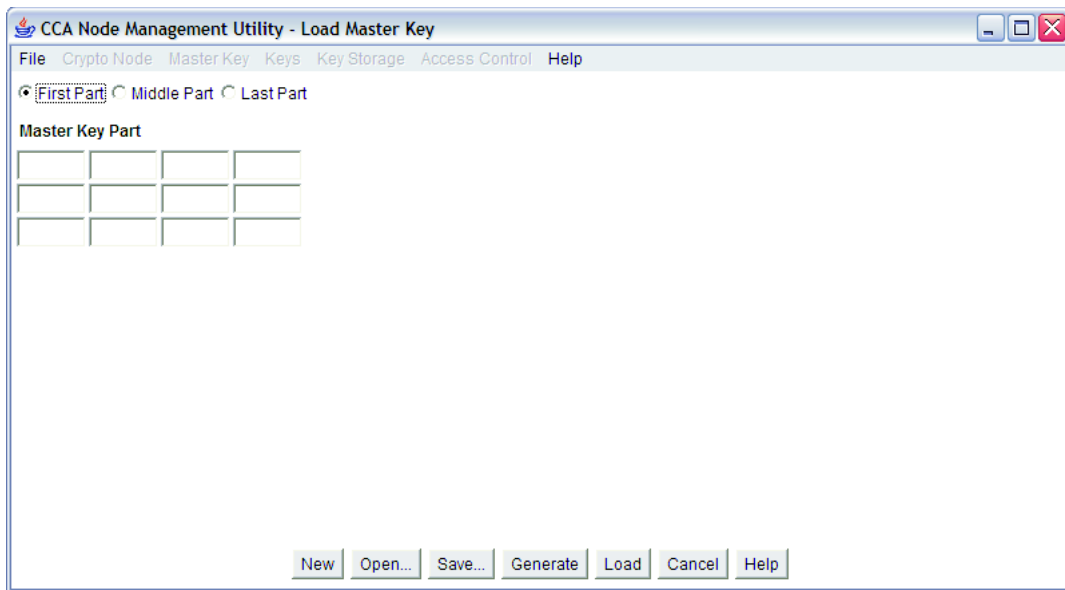 CCA Node Management Utility - Load Master Key
File Crypto Node Master Key Keys Key Storage Access Control Help
First Part Middle Part Last Part
Master Key Part
New Open... Save... Generate Load Cancel Help